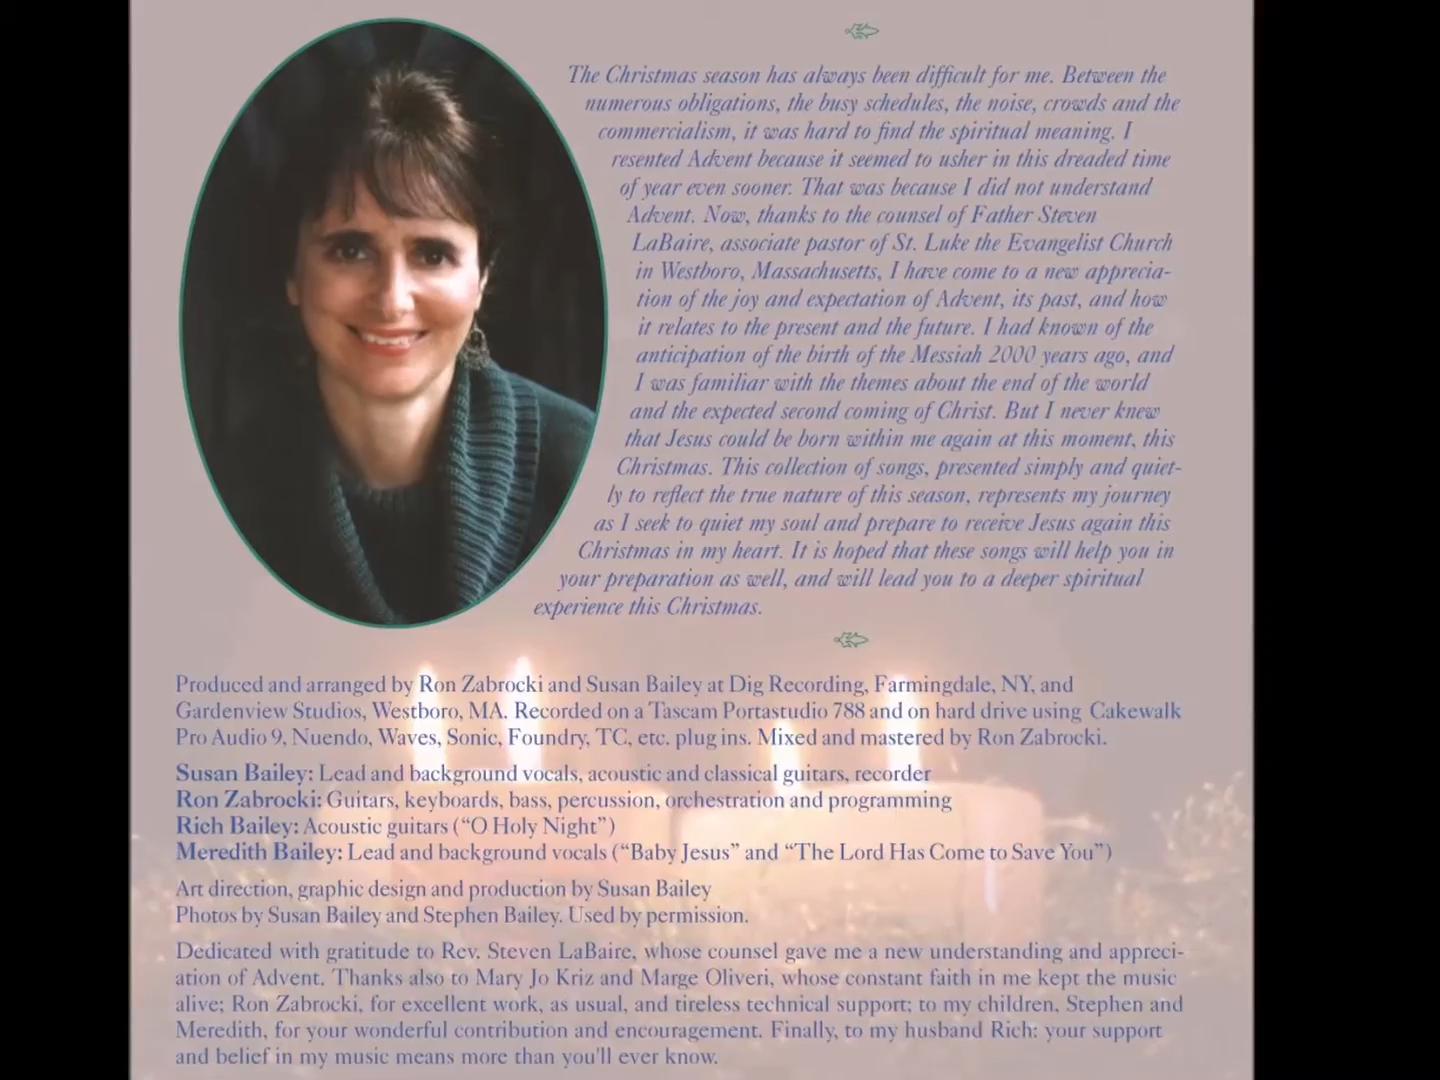 The Christmas season has always been difficult for me. Between the
numerous obligations, the busy schedules, the noise, crowds and the
commercialism, it was hard to find the spiritual meaning. I
resented Advent because it seemed to usher in this dreaded time
of year even sooner. That was because I did not understand
Advent. Now, thanks to the counsel of Father Steven
LaBaire, associate pastor of St. Luke the Evangelist Church
in Westboro, Massachusetts, I have come to a new apprecia-
tion of the joy and expectation of Advent, its past, and how
it relates to the present and the future. I had known of the
anticipation of the birth of the Messiah 2000 years ago, and
I was familiar with the themes about the end of the world
and the expected second coming of Christ. But I never knew
that Jesus could be born within me again at this moment, this
Christmas. This collection of songs, presented simply and quiet-
ly to reflect the true nature of this season, represents my journey
as I seek to quiet my soul and prepare to receive Jesus again this
Christmas in my heart. It is hoped that these songs will help you in
your preparation as well, and will lead you to a deeper spiritual
experience this Christmas.
Produced and arranged by Ron Zabrocki and Susan Bailey at Dig Recording, Farmingdale, NY, and
Gardenview Studios, Westboro, MA. Recorded on a Tascam Portastudio 788 and on hard drive using Cakewalk
Pro Audio 9, Nuendo, Waves, Sonic, Foundry, TC, etc. plug ins. Mixed and mastered by Ron Zabrocki.
Susan Bailey: Lead and background vocals, acoustic and classical guitars, recorder
Ron Zabrocki: Guitars, keyboards, bass, percussion, orchestration and programming
Rich Bailey: Acoustic guitars (“O Holy Night”)
Meredith Bailey: Lead and background vocals (“Baby Jesus” and “The Lord Has Come to Save You”)
Art direction, graphic design and production by Susan Bailey
Photos by Susan Bailey and Stephen Bailey. Used by permission.
Dedicated with gratitude to Rev. Steven LaBaire, whose counsel gave me a new understanding and appreci-
ation of Advent. Thanks also to Mary Jo Kriz and Marge Oliveri, whose constant faith in me kept the music
alive; Ron Zabrocki, for excellent work, as usual, and tireless technical support; to my children, Stephen and
Meredith, for your wonderful contribution and encouragement. Finally, to my husband Rich: your support
and belief in my music means more than you'll ever know.